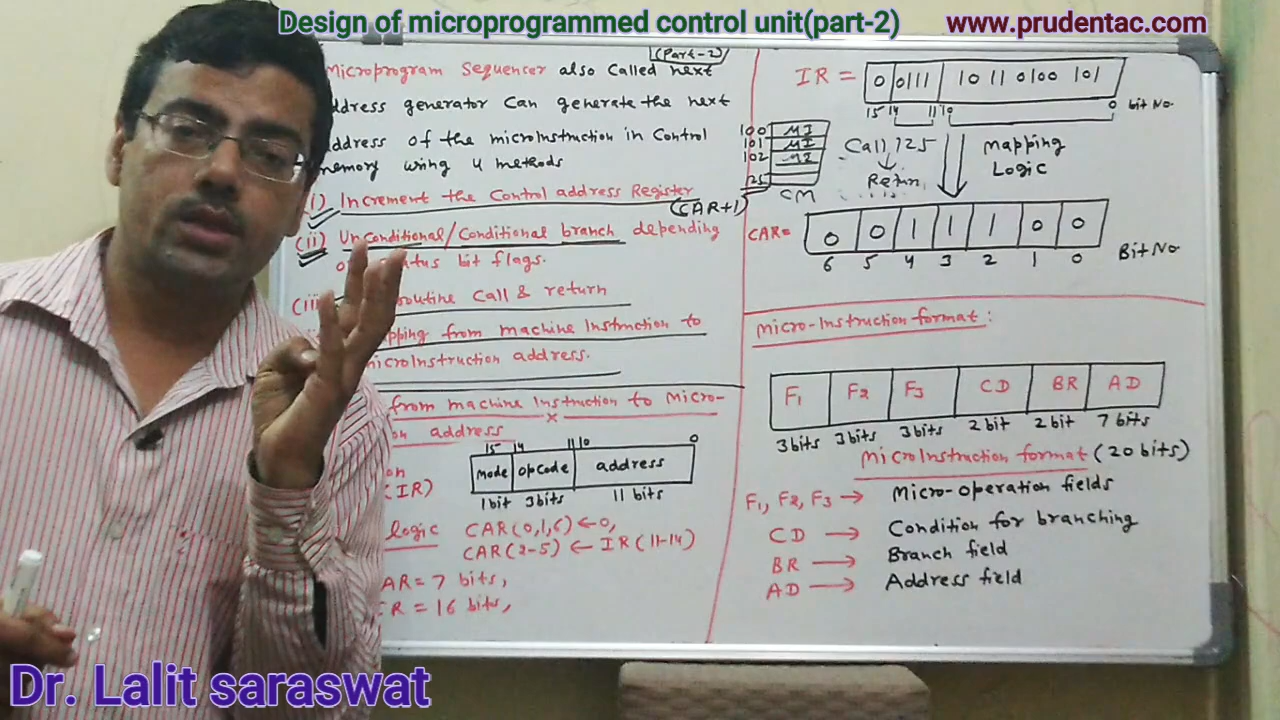 Design of microprogrammed control unit(part-2) www.prudentac.com
(Part-2)
Microprogram Sequencer also Called next
address generator Can generate the next
address of the microInstruction in Control
memory using 4 methods
(i) Increment the Control address Register
(CAR+1)
(ii) UnConditional/Conditional branch depending
status bit flags.
(iii) routine Call & return
pping from machine Instruction to
microInstruction address.
from machine Instruction to Micro-
on address
15 14 11 10 0
Mode opCode address
1bit 3bits 11 bits
on
(IR)
logic CAR(0,1,6) ← 0,
CAR(2-5) ← IR(11-14)
AR = 7 bits,
IR = 16 bits,
IR = 0 0111 10 11 0100 101
15 14 11 10 0 bit No.
100 MI
101 MI
102 MI
125
CM
Call 125
Return
Mapping
Logic
CAR = 0 0 1 1 1 0 0
6 5 4 3 2 1 0 Bit No.
Micro-Instruction format:
F1 F2 F3 CD BR AD
3bits 3bits 3bits 2bit 2bit 7bits
MicroInstruction format (20 bits)
F1, F2, F3 → Micro-operation fields
CD → Condition for branching
BR → Branch field
AD → Address field
Dr. Lalit saraswat